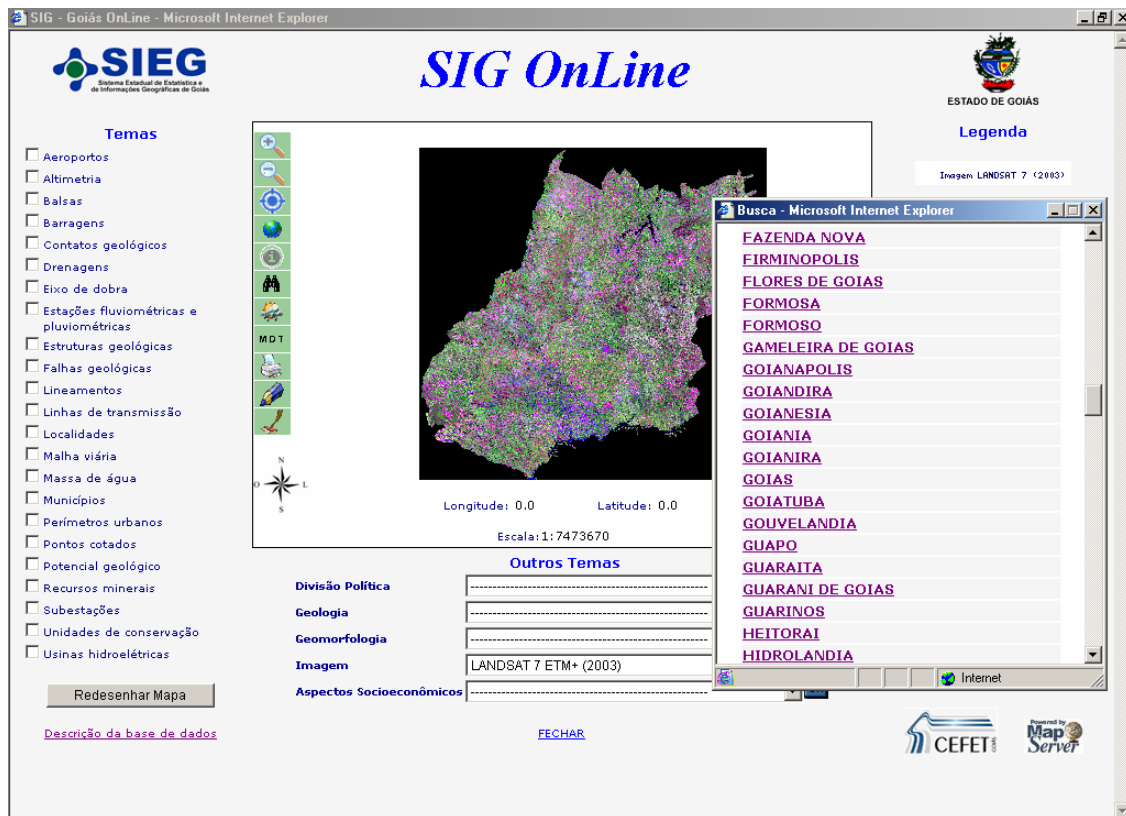 SIG - Goiás OnLine - Microsoft Internet Explorer
SIEG
Sistema Estadual de Estatística e
de Informações Geográficas de Goiás
SIG OnLine
ESTADO DE GOIÁS
Temas
Aeroportos
Altimetria
Balsas
Barragens
Contatos geológicos
Drenagens
Eixo de dobra
Estações fluviométricas e
pluviométricas
Estruturas geológicas
Falhas geológicas
Lineamentos
Linhas de transmissão
Localidades
Malha viária
Massa de água
Municípios
Perímetros urbanos
Pontos cotados
Potencial geológico
Recursos minerais
Subestações
Unidades de conservação
Usinas hidroelétricas
Redesenhar Mapa
Descrição da base de dados
MDT
N
O L
S
Longitude: 0.0 Latitude: 0.0
Escala:1:7473670
Outros Temas
Divisão Política
Geologia
Geomorfologia
Imagem LANDSAT 7 ETM+ (2003)
Aspectos Socioeconômicos
FECHAR
Legenda
Imagem LANDSAT 7 (2003)
Busca - Microsoft Internet Explorer
FAZENDA NOVA
FIRMINOPOLIS
FLORES DE GOIAS
FORMOSA
FORMOSO
GAMELEIRA DE GOIAS
GOIANAPOLIS
GOIANDIRA
GOIANESIA
GOIANIA
GOIANIRA
GOIAS
GOIATUBA
GOUVELANDIA
GUAPO
GUARAITA
GUARANI DE GOIAS
GUARINOS
HEITORAI
HIDROLANDIA
Internet
CEFET
Powered by
Map
Server